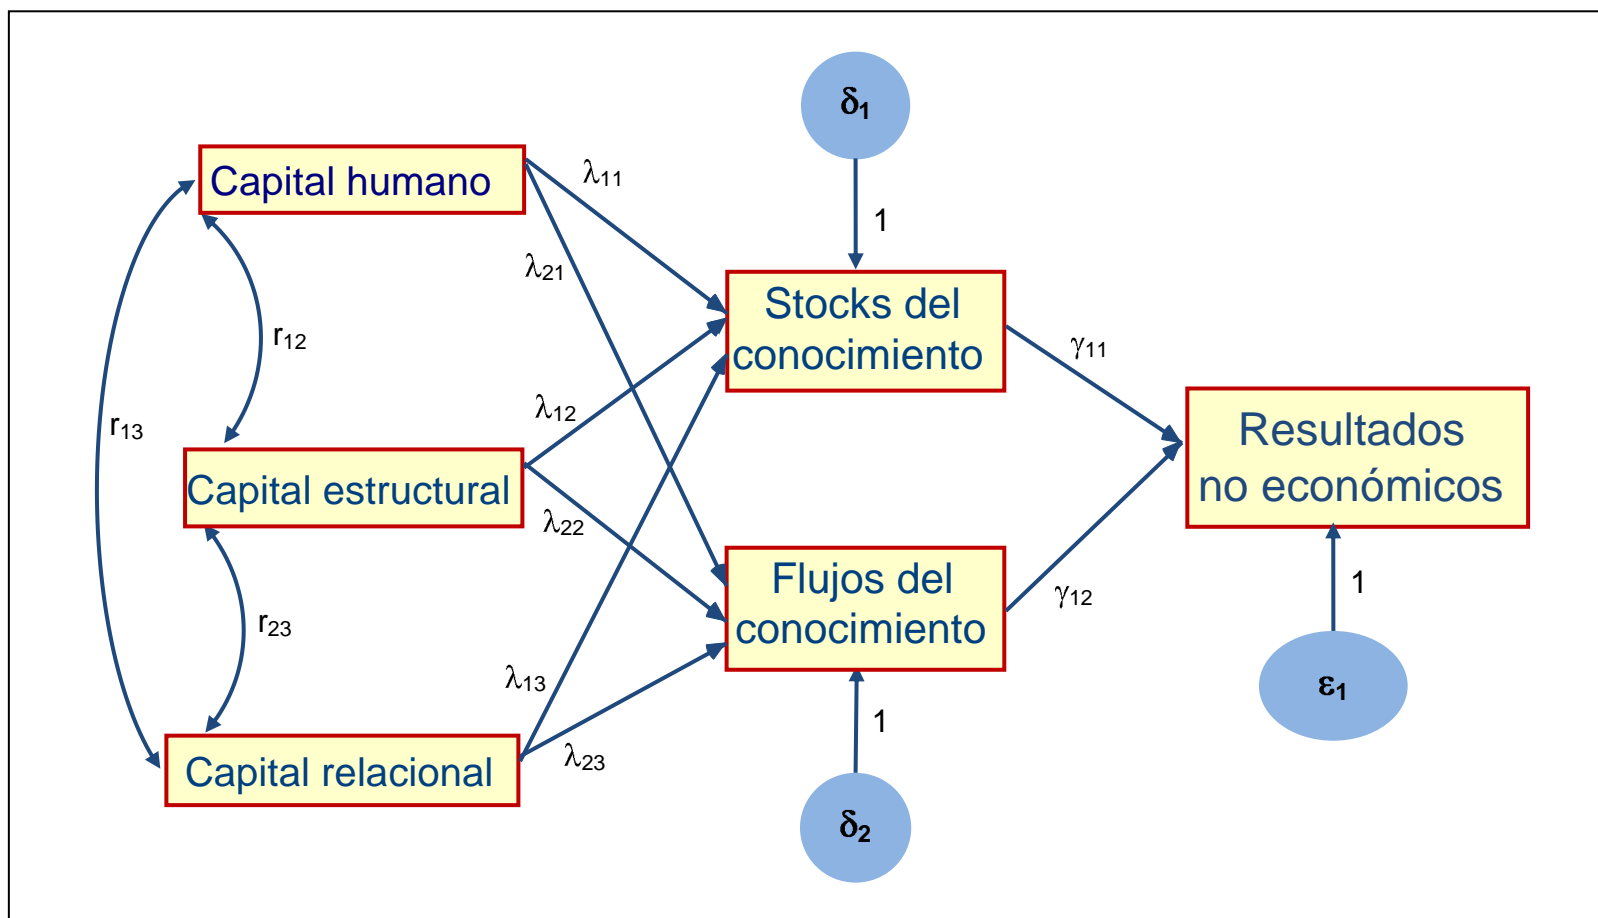 δ1
Capital humano
λ11
1
λ21
Stocks del
conocimiento
r12
γ11
λ12
r13
Resultados
no económicos
Capital estructural
λ22
Flujos del
conocimiento
1
γ12
r23
λ13
ε1
1
λ23
Capital relacional
δ2